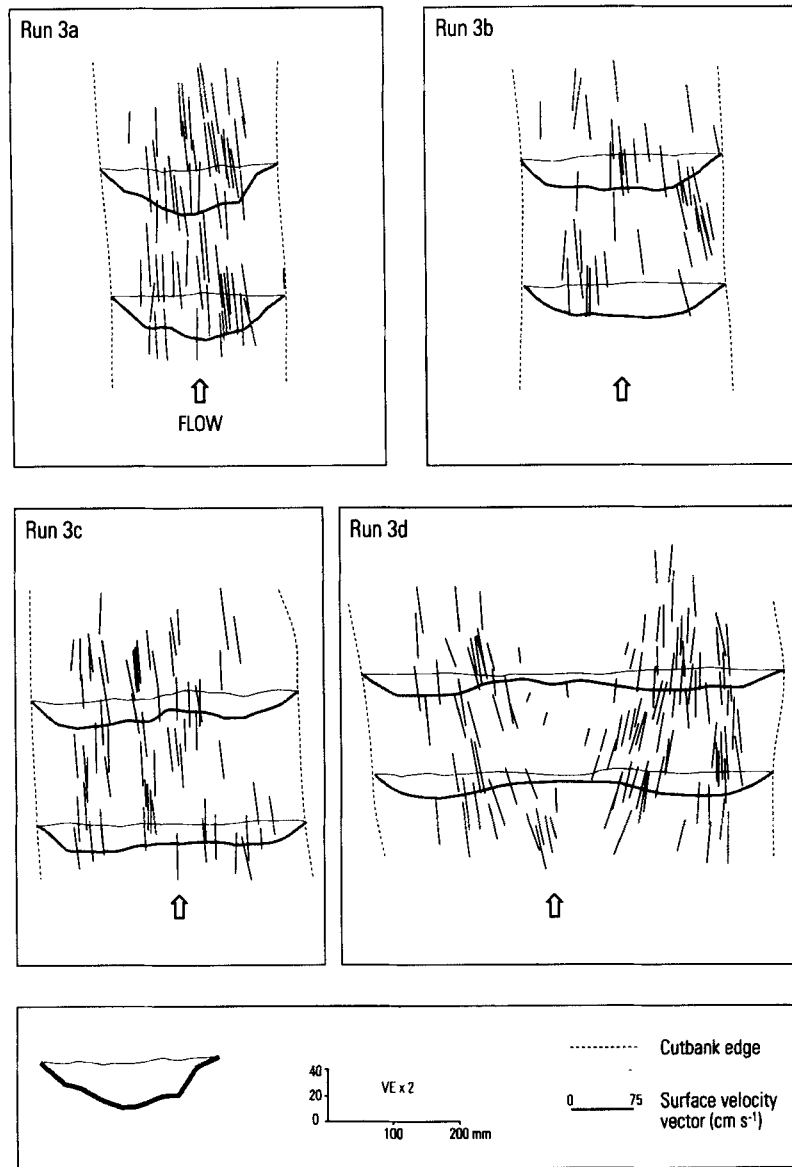 Run 3a
Run 3b
FLOW
Run 3c
Run 3d
40
20
0
VE x 2
100
200 mm
Cutbank edge
0
75
Surface velocity
vector (cm s⁻¹)